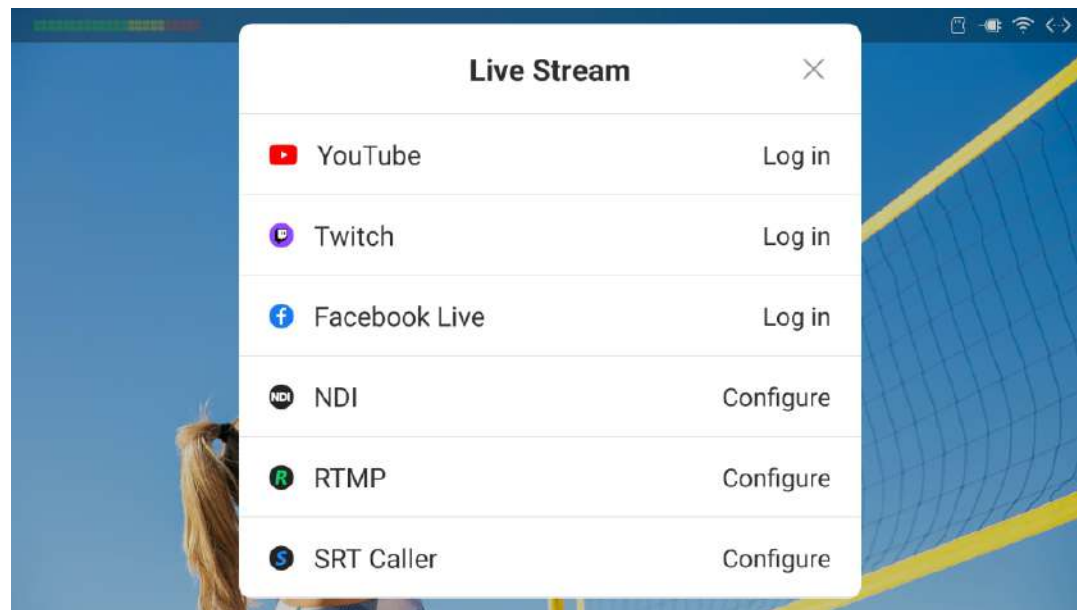 Live Stream
YouTube Log in
Twitch Log in
Facebook Live Log in
NDI NDI Configure
R RTMP Configure
S SRT Caller Configure